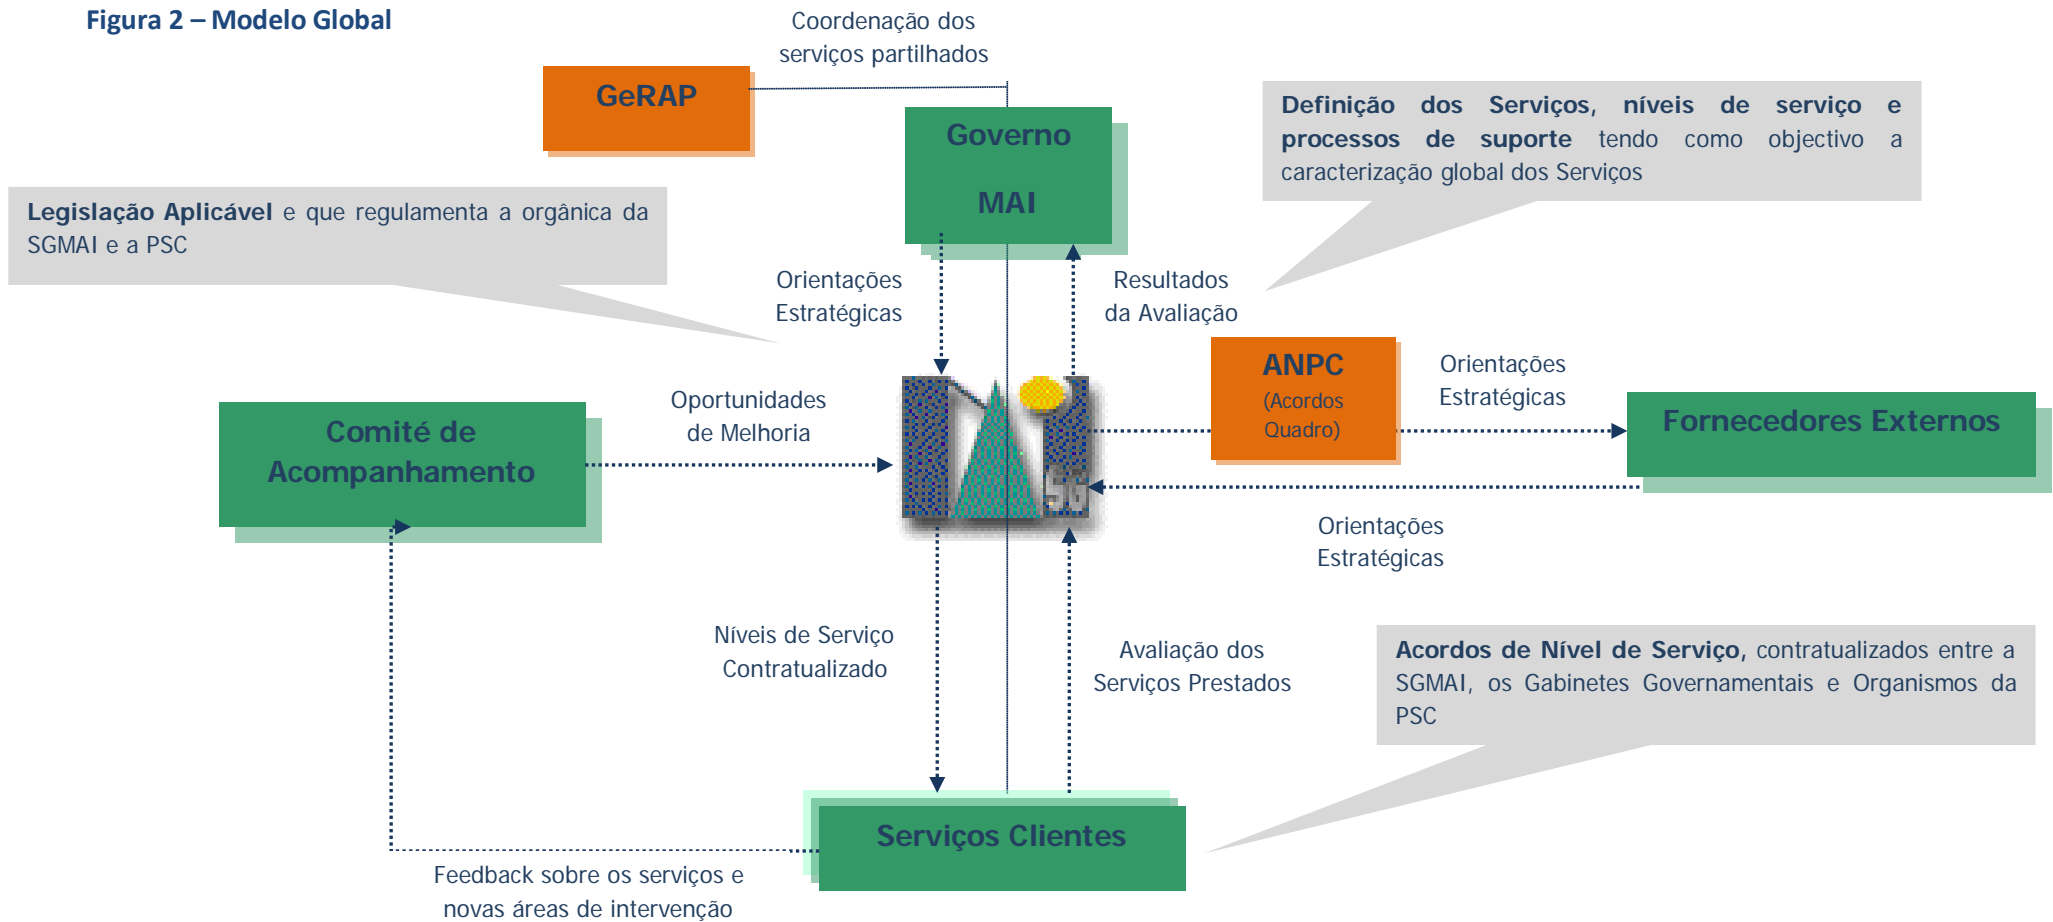 Figura 2 – Modelo Global
Coordenação dos
serviços partilhados
GeRAP
Governo
MAI
Definição dos Serviços, níveis de serviço e
processos de suporte tendo como objectivo a
caracterização global dos Serviços
Legislação Aplicável e que regulamenta a orgânica da
SGMAI e a PSC
Orientações
Estratégicas
Resultados
da Avaliação
ANPC
(Acordos
Quadro)
Orientações
Estratégicas
Fornecedores Externos
Comité de
Acompanhamento
Oportunidades
de Melhoria
Orientações
Estratégicas
Níveis de Serviço
Contratualizado
Avaliação dos
Serviços Prestados
Acordos de Nível de Serviço, contratualizados entre a
SGMAI, os Gabinetes Governamentais e Organismos da
PSC
Serviços Clientes
Feedback sobre os serviços e
novas áreas de intervenção